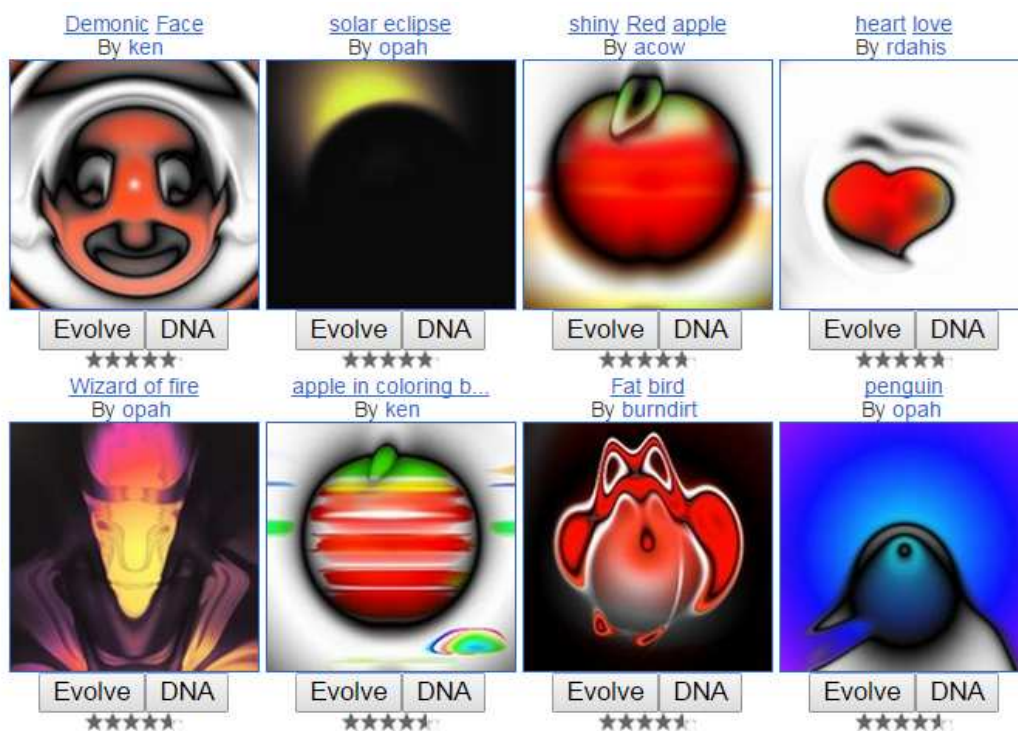 Demonic Face
By ken
solar eclipse
By opah
shiny Red apple
By acow
heart love
By rdahis
Evolve DNA
Evolve DNA
Evolve DNA
Evolve DNA
Wizard of fire
By opah
apple in coloring b...
By ken
Fat bird
By burndirt
penguin
By opah
Evolve DNA
Evolve DNA
Evolve DNA
Evolve DNA